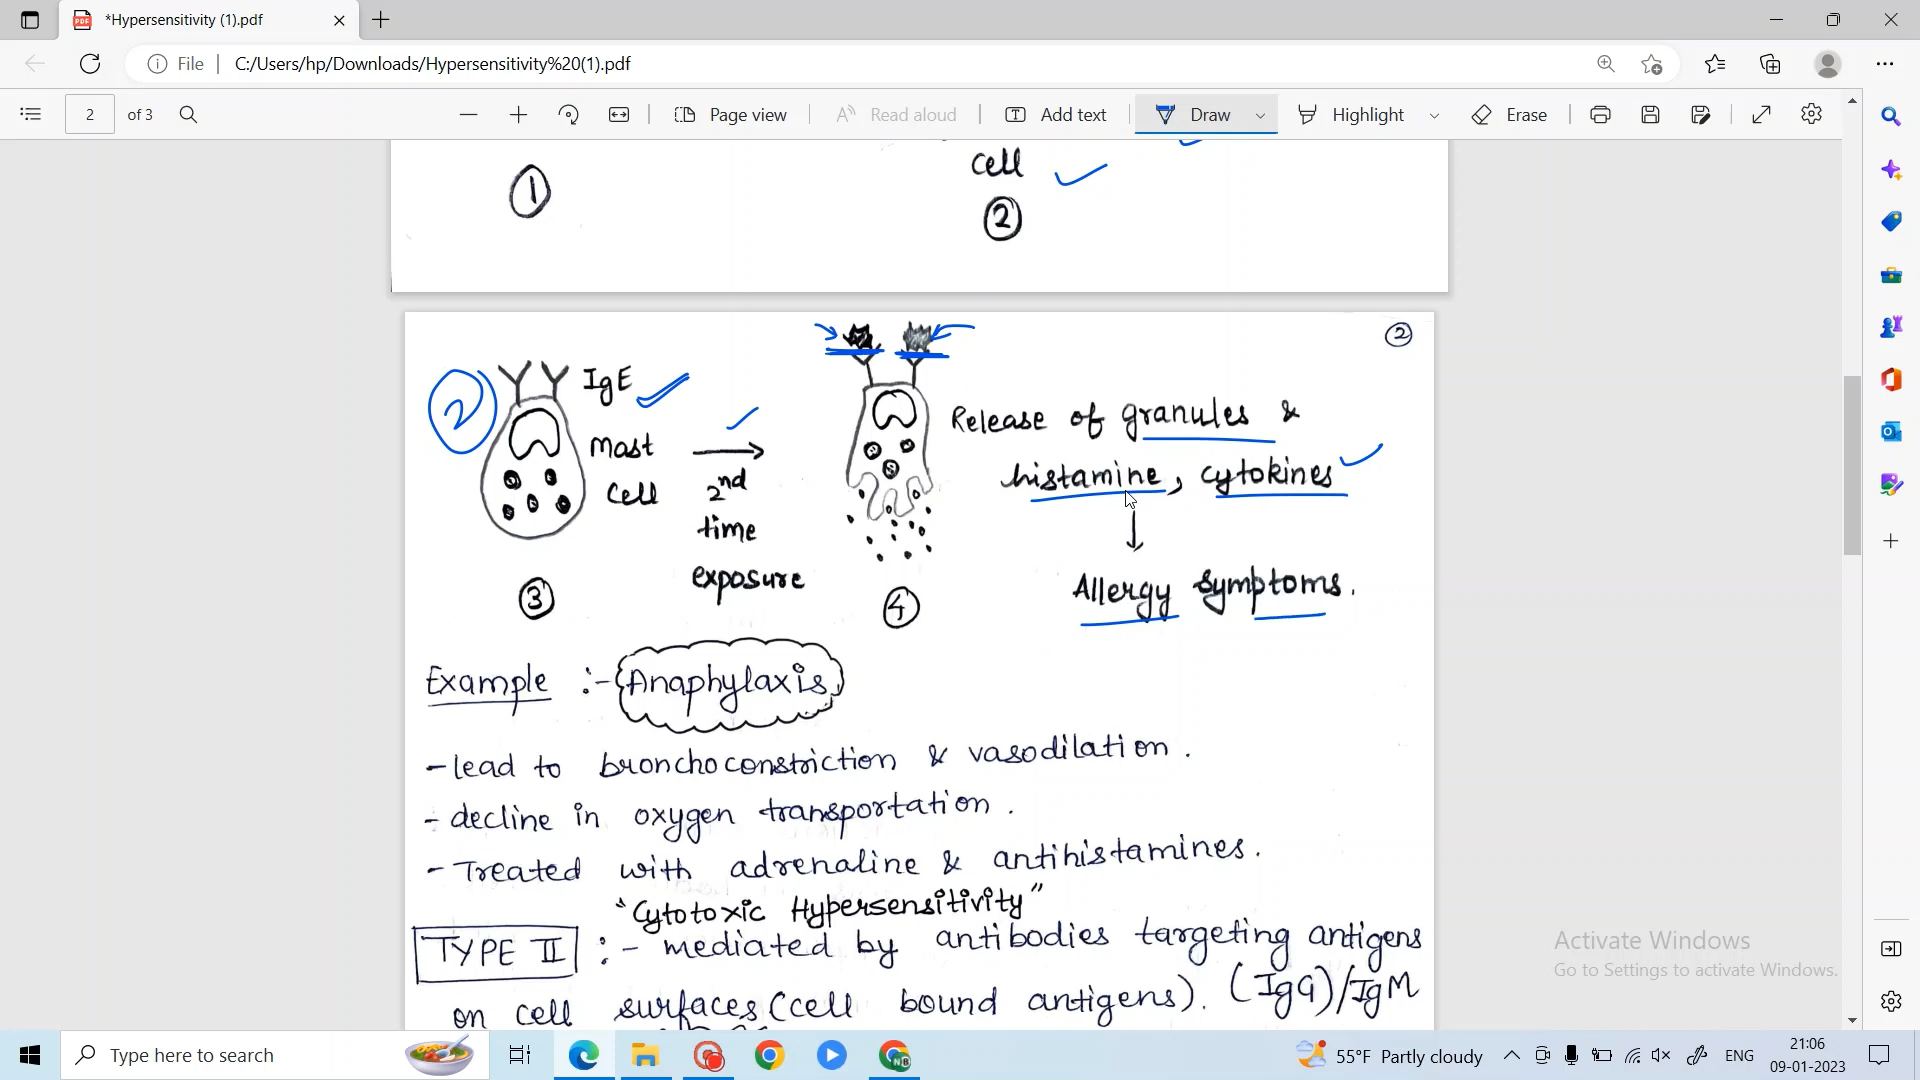 *Hypersensitivity (1).pdf
File
C:/Users/hp/Downloads/Hypersensitivity%20(1).pdf
2 of 3
Page view
Read aloud
Add text
Draw
Highlight
Erase
cell
1
2
2
2
IgE
Mast
cell
2nd
time
exposure
3
4
Release of granules &
histamine, cytokines
Allergy symptoms.
Example :- Anaphylaxis
- lead to bronchoconstriction & vasodilation.
- decline in oxygen transportation.
- Treated with adrenaline & antihistamines.
"Cytotoxic Hypersensitivity"
TYPE II :- mediated by antibodies targeting antigens
on cell surfaces (cell bound antigens). (IgG)/IgM
Activate Windows
Go to Settings to activate Windows.
Type here to search
55°F Partly cloudy
ENG
21:06
09-01-2023